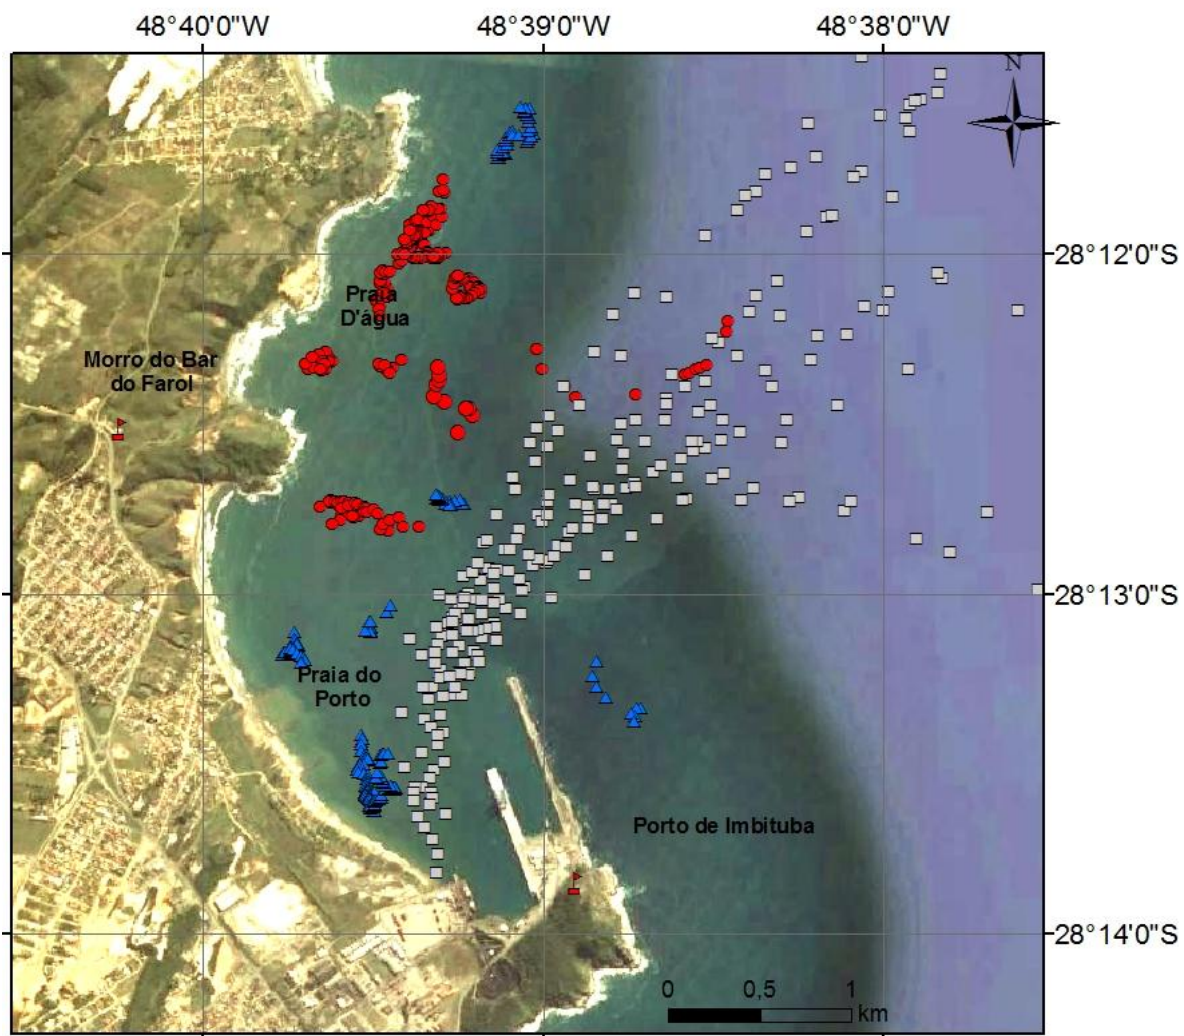 48°40'0"W
48°39'0"W
48°38'0"W
N
28°12'0"S
Praia
D'água
Morro do Bar
do Farol
28°13'0"S
Praia do
Porto
Porto de Imbituba
28°14'0"S
0 0,5 1
km